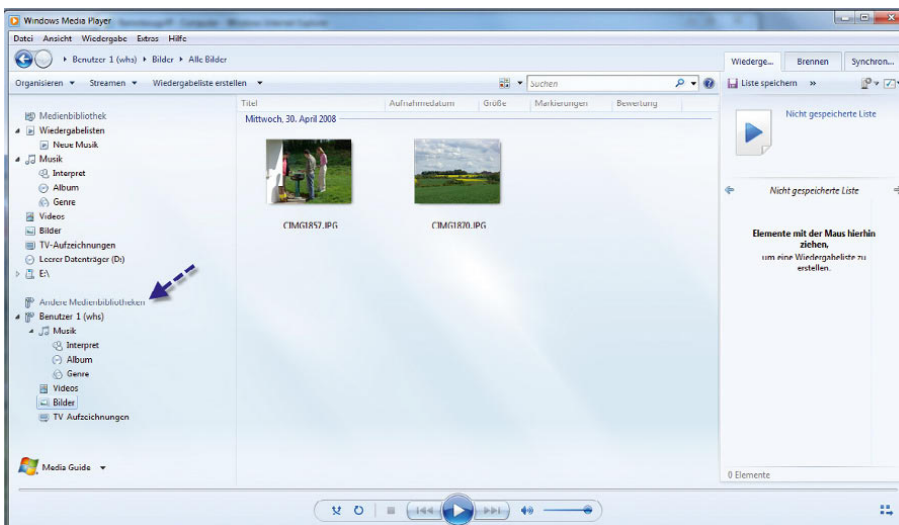 Windows Media Player
Datei Ansicht Wiedergabe Extras Hilfe
Benutzer 1 (whs) Bilder Alle Bilder
Wiederge... Brennen Synchron...
Organisieren Streamen Wiedergabeliste erstellen Suchen Liste speichern »
Titel Aufnahmedatum Größe Markierungen Bewertung
Mittwoch, 30. April 2008
CIMG1857.JPG
CIMG1870.JPG
Medienbibliothek
Wiedergabelisten
Neue Musik
Musik
Interpret
Album
Genre
Videos
Bilder
TV-Aufzeichnungen
Leerer Datenträger (D:)
E:\
Andere Medienbibliotheken
Benutzer 1 (whs)
Musik
Interpret
Album
Genre
Videos
Bilder
TV Aufzeichnungen
Media Guide
Nicht gespeicherte Liste
Nicht gespeicherte Liste
Elemente mit der Maus hierhin
ziehen,
um eine Wiedergabeliste zu
erstellen.
0 Elemente